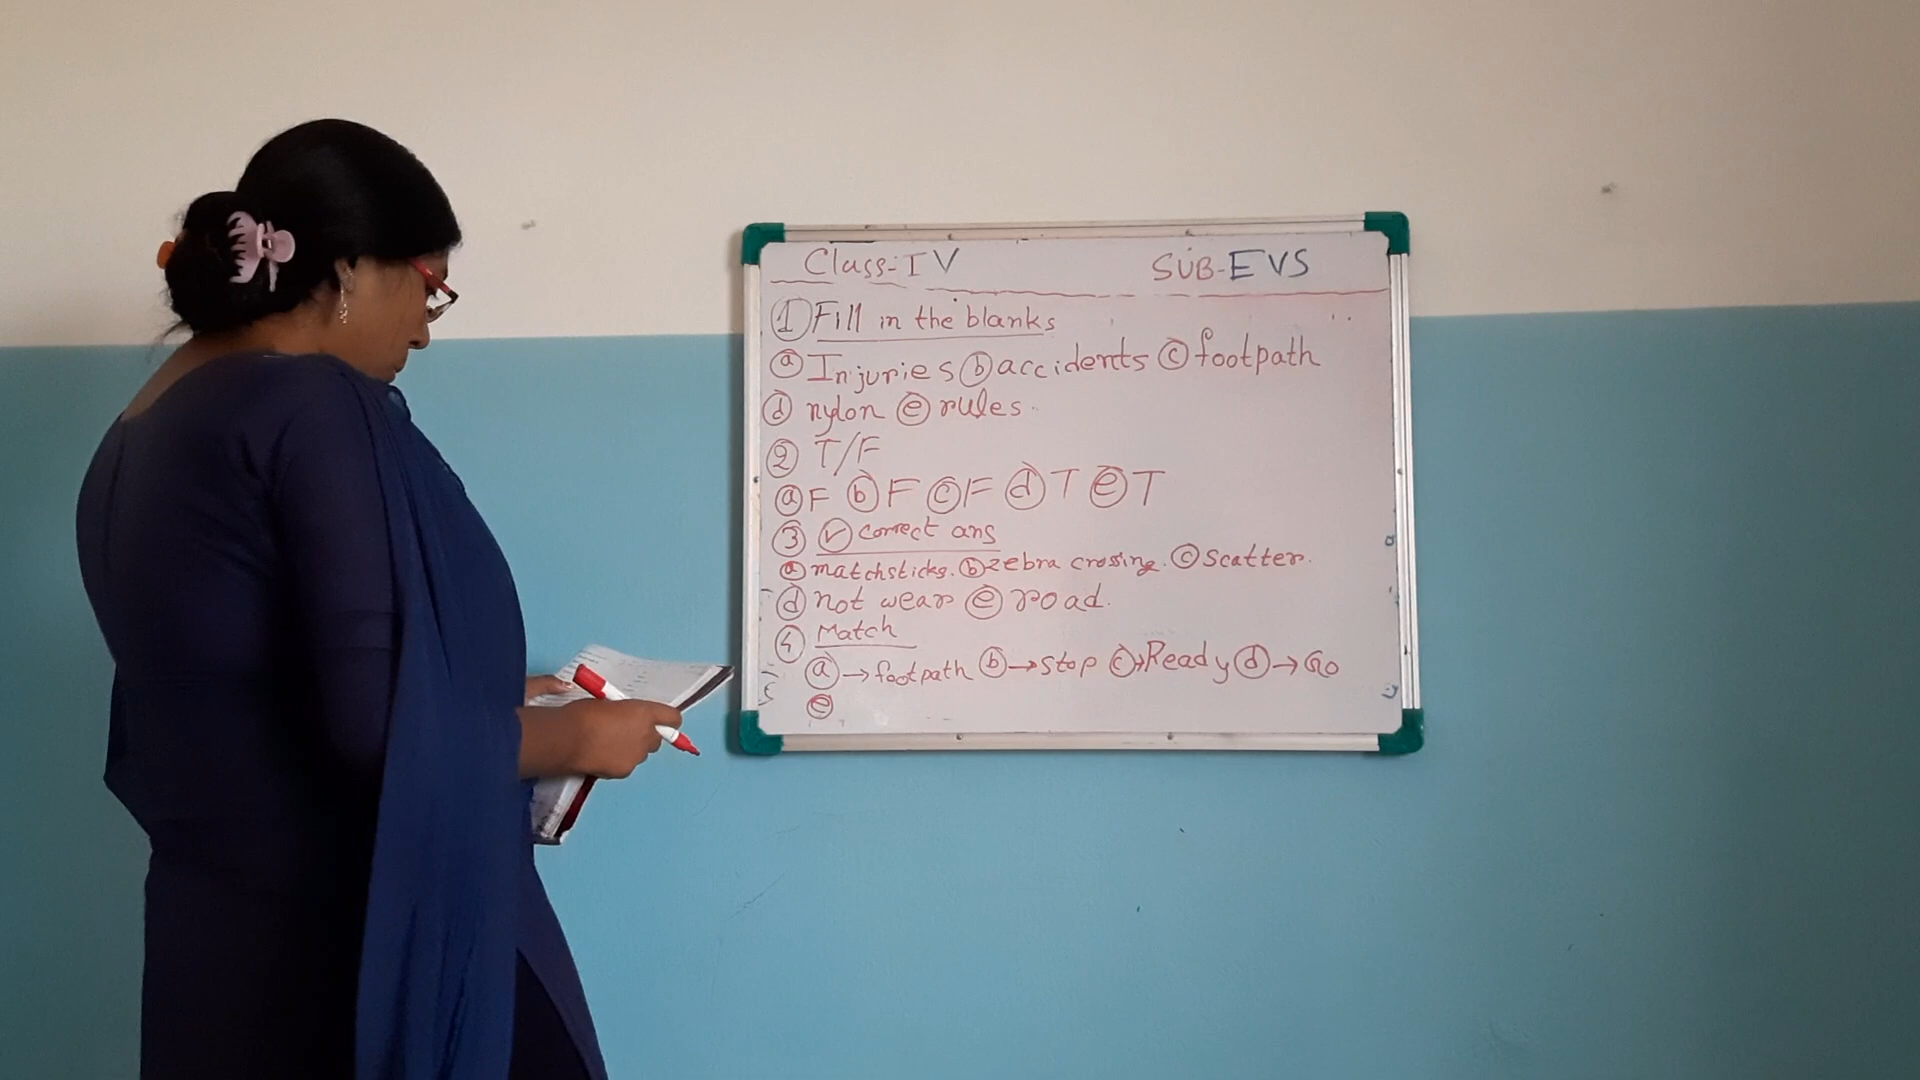 Class-IV SUB-EVS
① Fill in the blanks
ⓐ Injuries ⓑ accidents ⓒ footpath
ⓓ nylon ⓔ rules.
② T/F
ⓐ F ⓑ F ⓒ F ⓓ T ⓔ T
③ ✓ correct ans
ⓐ matchsticks. ⓑ zebra crossing. ⓒ scatter.
ⓓ not wear ⓔ road.
④ Match
ⓐ → footpath ⓑ → stop ⓒ → Ready ⓓ → Go
ⓔ